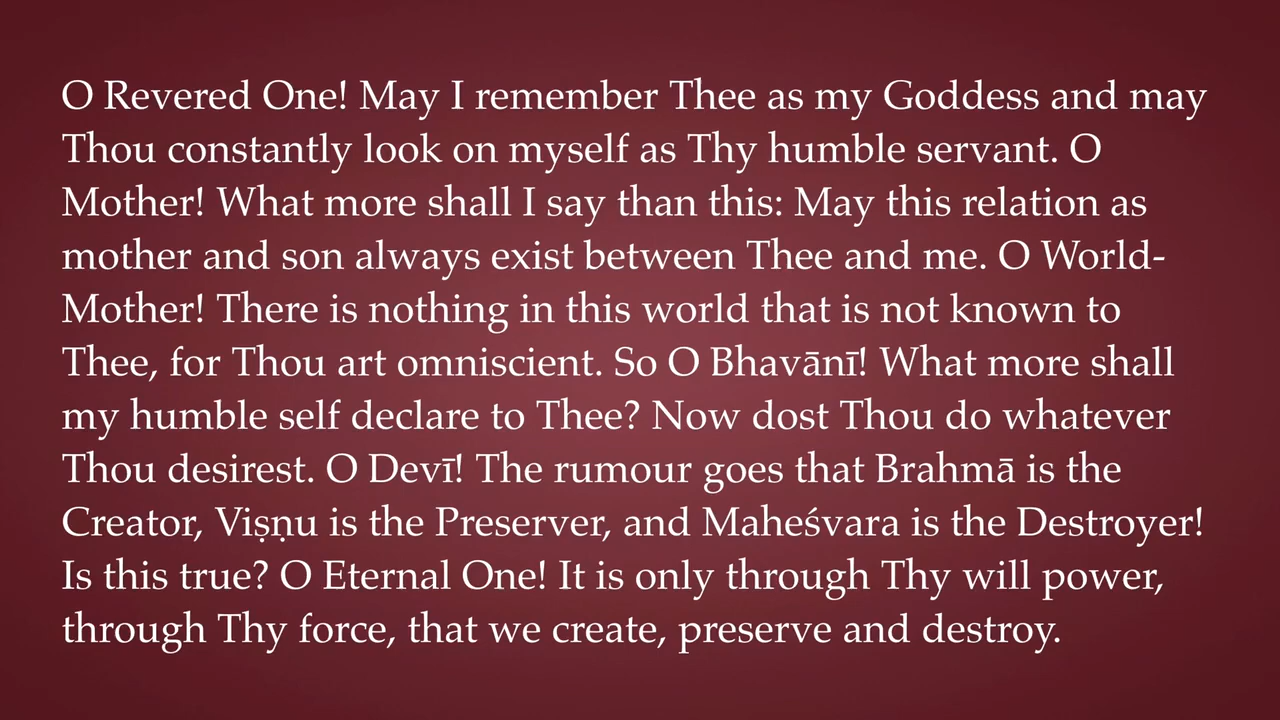 O Revered One! May I remember Thee as my Goddess and may
Thou constantly look on myself as Thy humble servant. O
Mother! What more shall I say than this: May this relation as
mother and son always exist between Thee and me. O World-
Mother! There is nothing in this world that is not known to
Thee, for Thou art omniscient. So O Bhavānī! What more shall
my humble self declare to Thee? Now dost Thou do whatever
Thou desirest. O Devī! The rumour goes that Brahmā is the
Creator, Viṣṇu is the Preserver, and Maheśvara is the Destroyer!
Is this true? O Eternal One! It is only through Thy will power,
through Thy force, that we create, preserve and destroy.